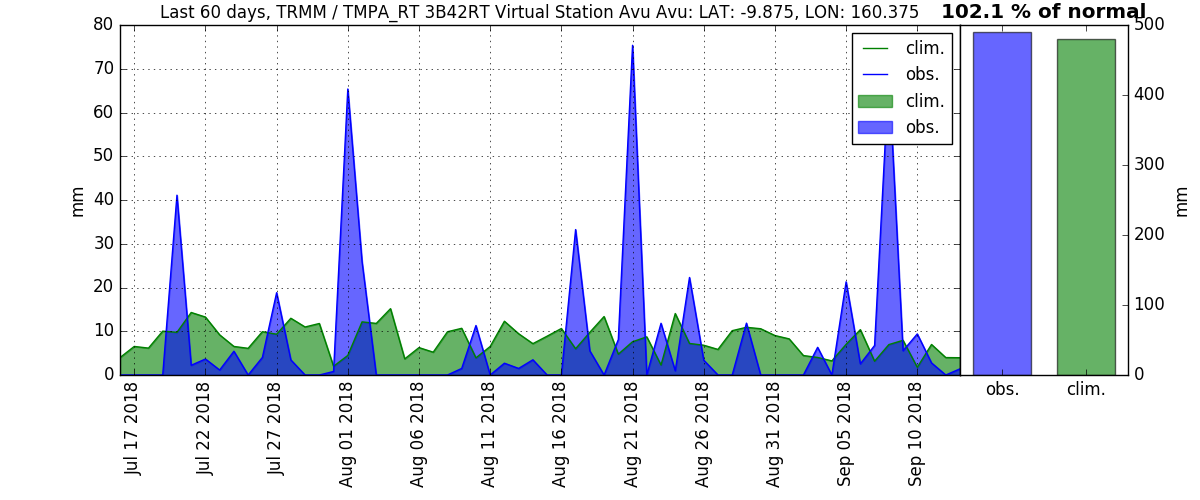 Last 60 days, TRMM / TMPA_RT 3B42RT Virtual Station Avu Avu: LAT: -9.875, LON: 160.375
102.1 % of normal
80
70
60
50
40
30
20
10
0
mm
clim.
obs.
clim.
obs.
500
400
300
200
100
0
mm
obs.
clim.
Jul 17 2018
Jul 22 2018
Jul 27 2018
Aug 01 2018
Aug 06 2018
Aug 11 2018
Aug 16 2018
Aug 21 2018
Aug 26 2018
Aug 31 2018
Sep 05 2018
Sep 10 2018